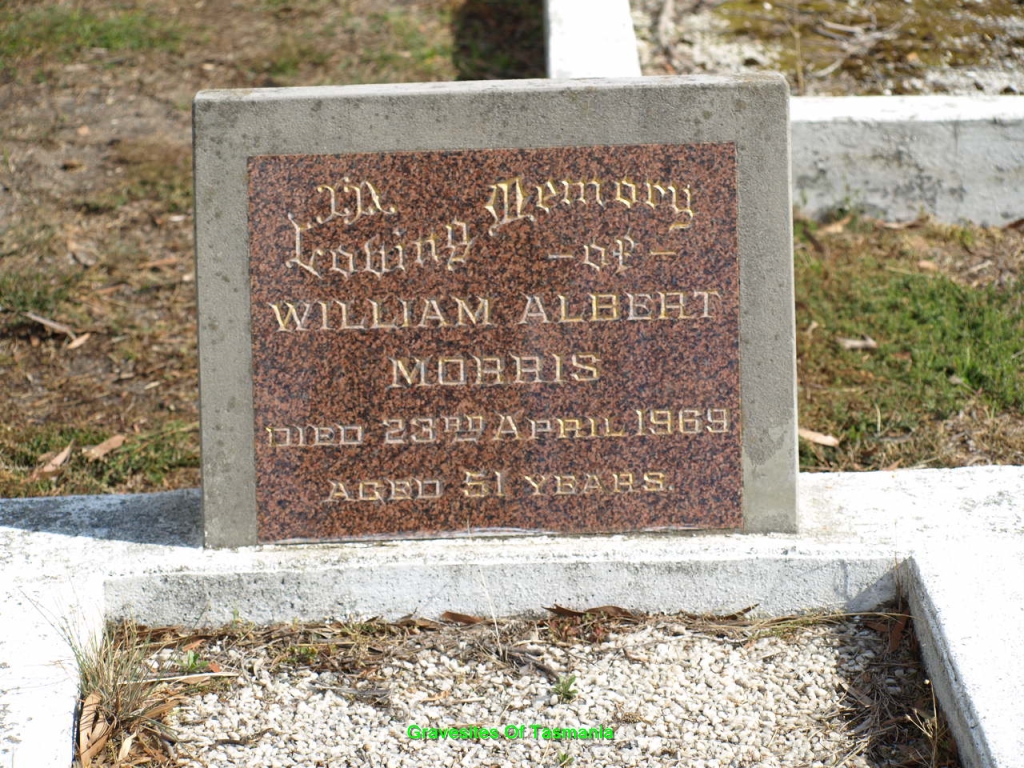 In Memory
Loving - of -
WILLIAM ALBERT
MORRIS
DIED 23RD APRIL 1969
AGED 51 YEARS.
Gravesites Of Tasmania